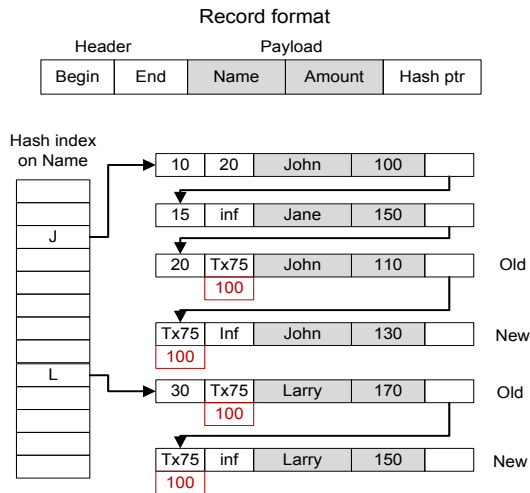 Record format
Header Payload
Begin End Name Amount Hash ptr
Hash index
on Name
10 20 John 100
15 inf Jane 150
J
20 Tx75 John 110 Old
100
Tx75 Inf John 130 New
100
L
30 Tx75 Larry 170 Old
100
Tx75 inf Larry 150 New
100